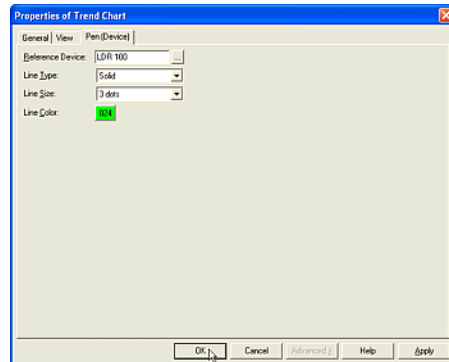 Properties of Trend Chart
General View Pen (Device)
Reference Device: LDR 100 ...
Line Type: Solid
Line Size: 3 dots
Line Color: 024
OK Cancel Advanced > Help Apply